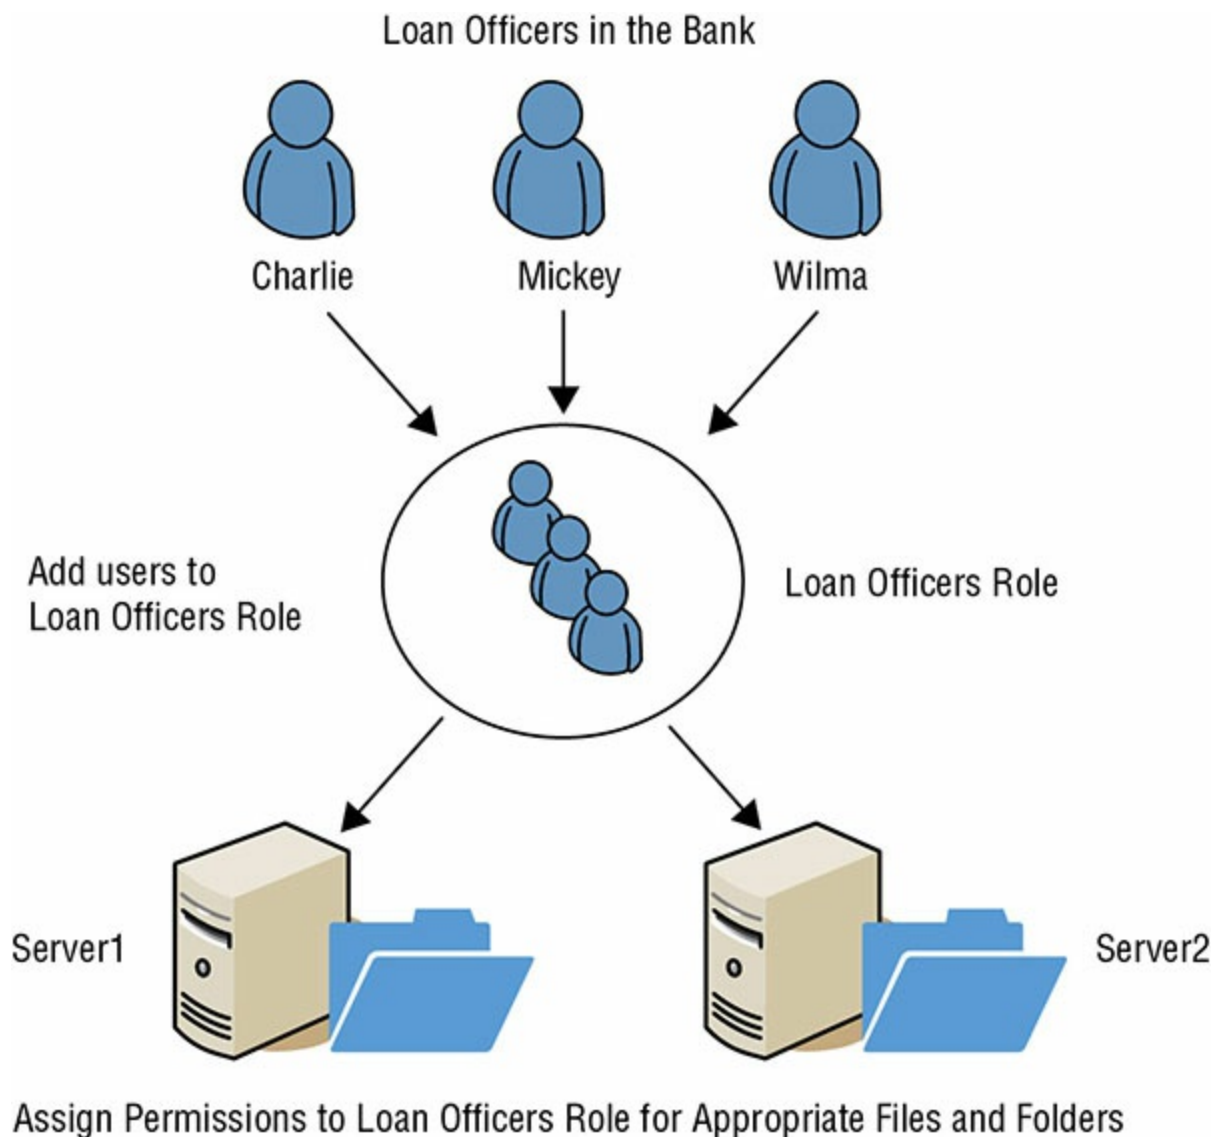 Loan Officers in the Bank
Charlie
Mickey
Wilma
Add users to
Loan Officers Role
Loan Officers Role
Server1
Server2
Assign Permissions to Loan Officers Role for Appropriate Files and Folders